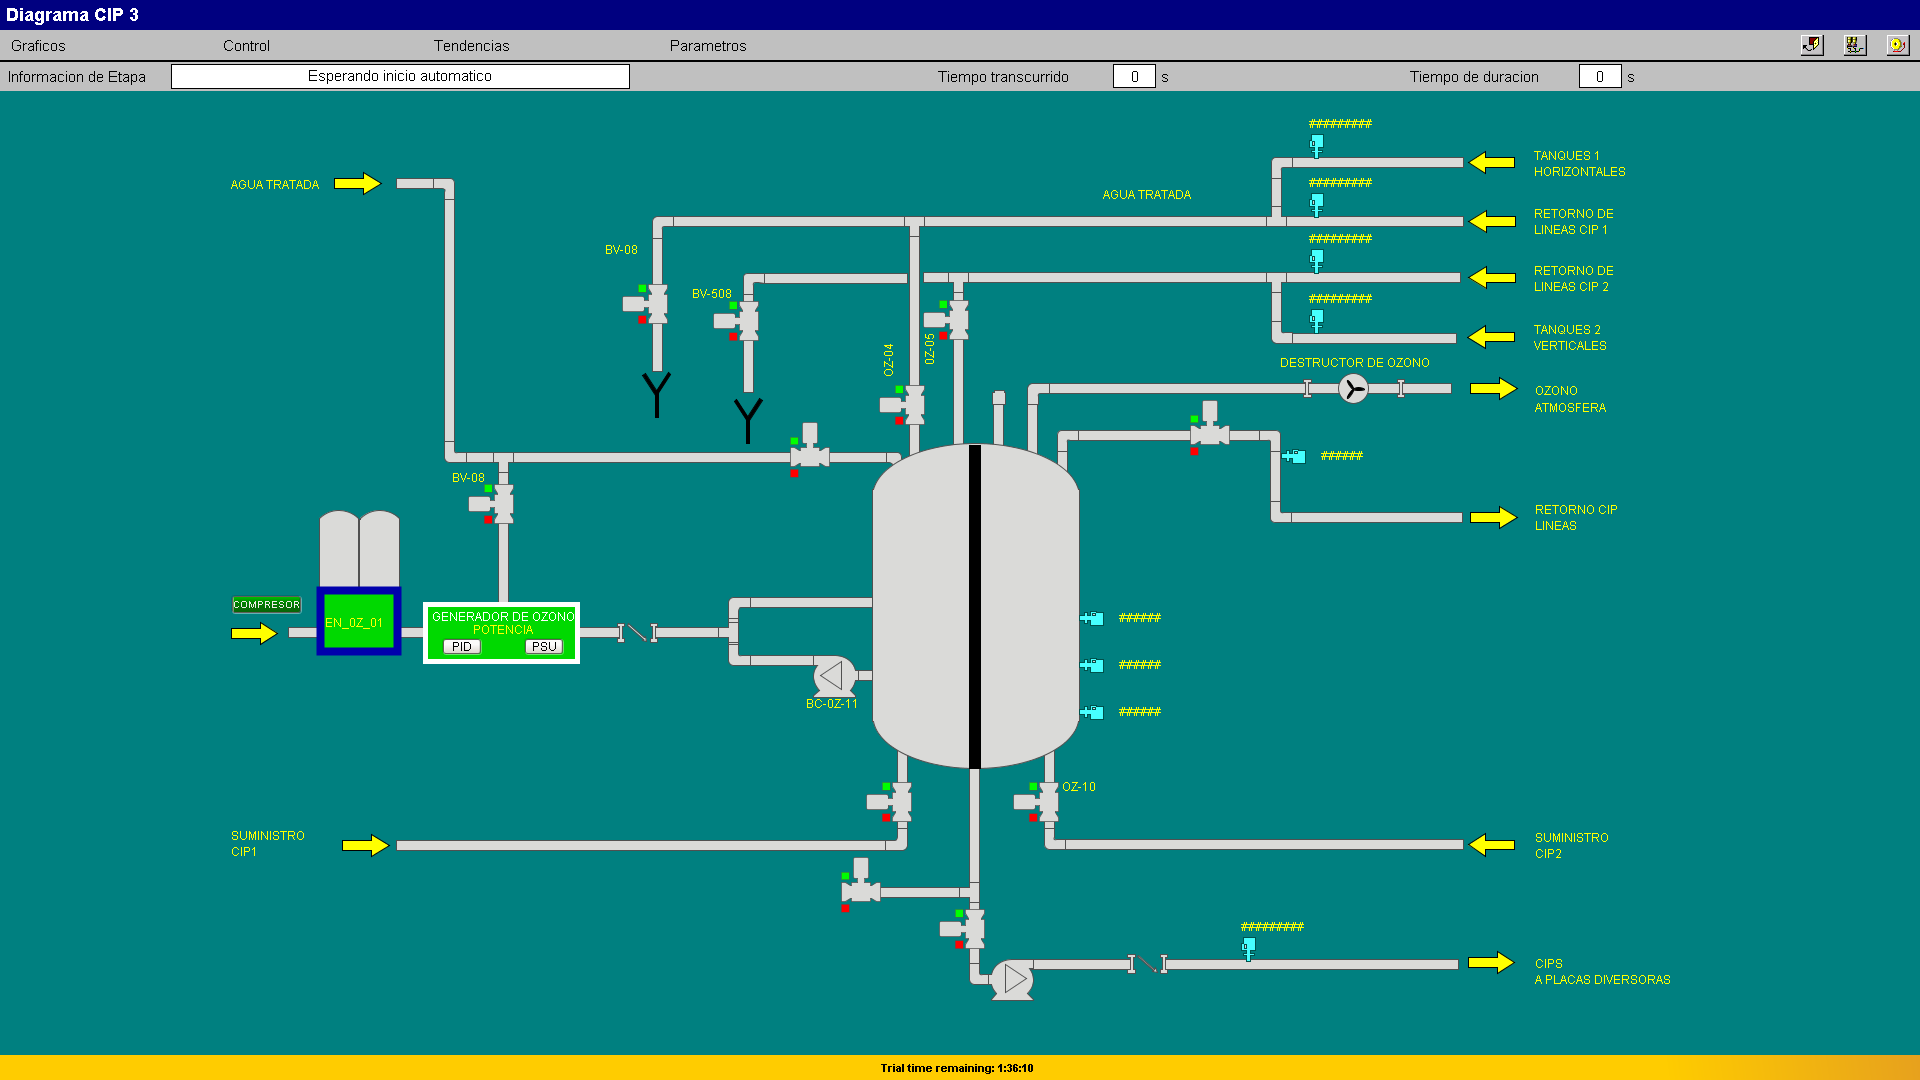 Diagrama CIP 3
Graficos Control Tendencias Parametros
Informacion de Etapa Esperando inicio automatico Tiempo transcurrido 0 s Tiempo de duracion 0 s
#########
TANQUES 1
HORIZONTALES
AGUA TRATADA
#########
AGUA TRATADA
RETORNO DE
LINEAS CIP 1
#########
BV-08
RETORNO DE
LINEAS CIP 2
BV-508
#########
TANQUES 2
VERTICALES
OZ-04
OZ-05
DESTRUCTOR DE OZONO
OZONO
ATMOSFERA
######
BV-08
RETORNO CIP
LINEAS
COMPRESOR
EN_OZ_01
GENERADOR DE OZONO
POTENCIA
PID PSU
######
######
BC-OZ-11
######
OZ-10
SUMINISTRO
CIP1
SUMINISTRO
CIP2
#########
CIPS
A PLACAS DIVERSORAS
Trial time remaining: 1:36:10